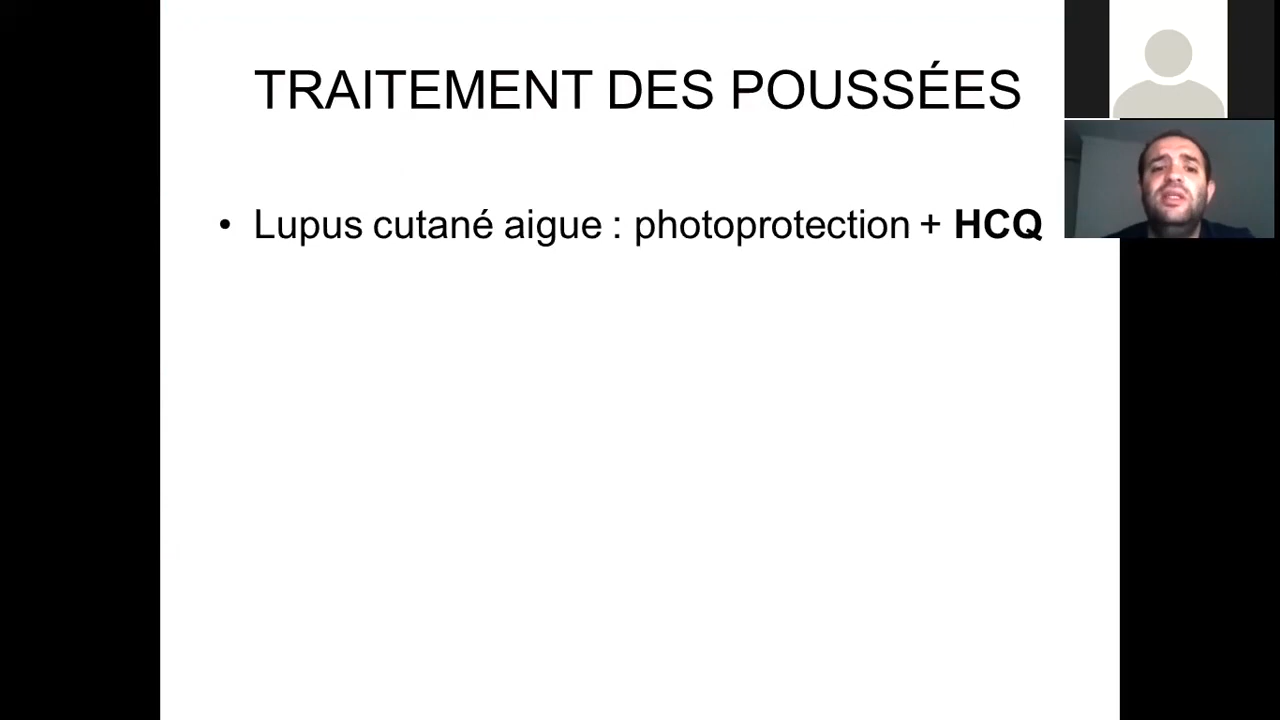 TRAITEMENT DES POUSSÉES
• Lupus cutané aigue : photoprotection + HCQ